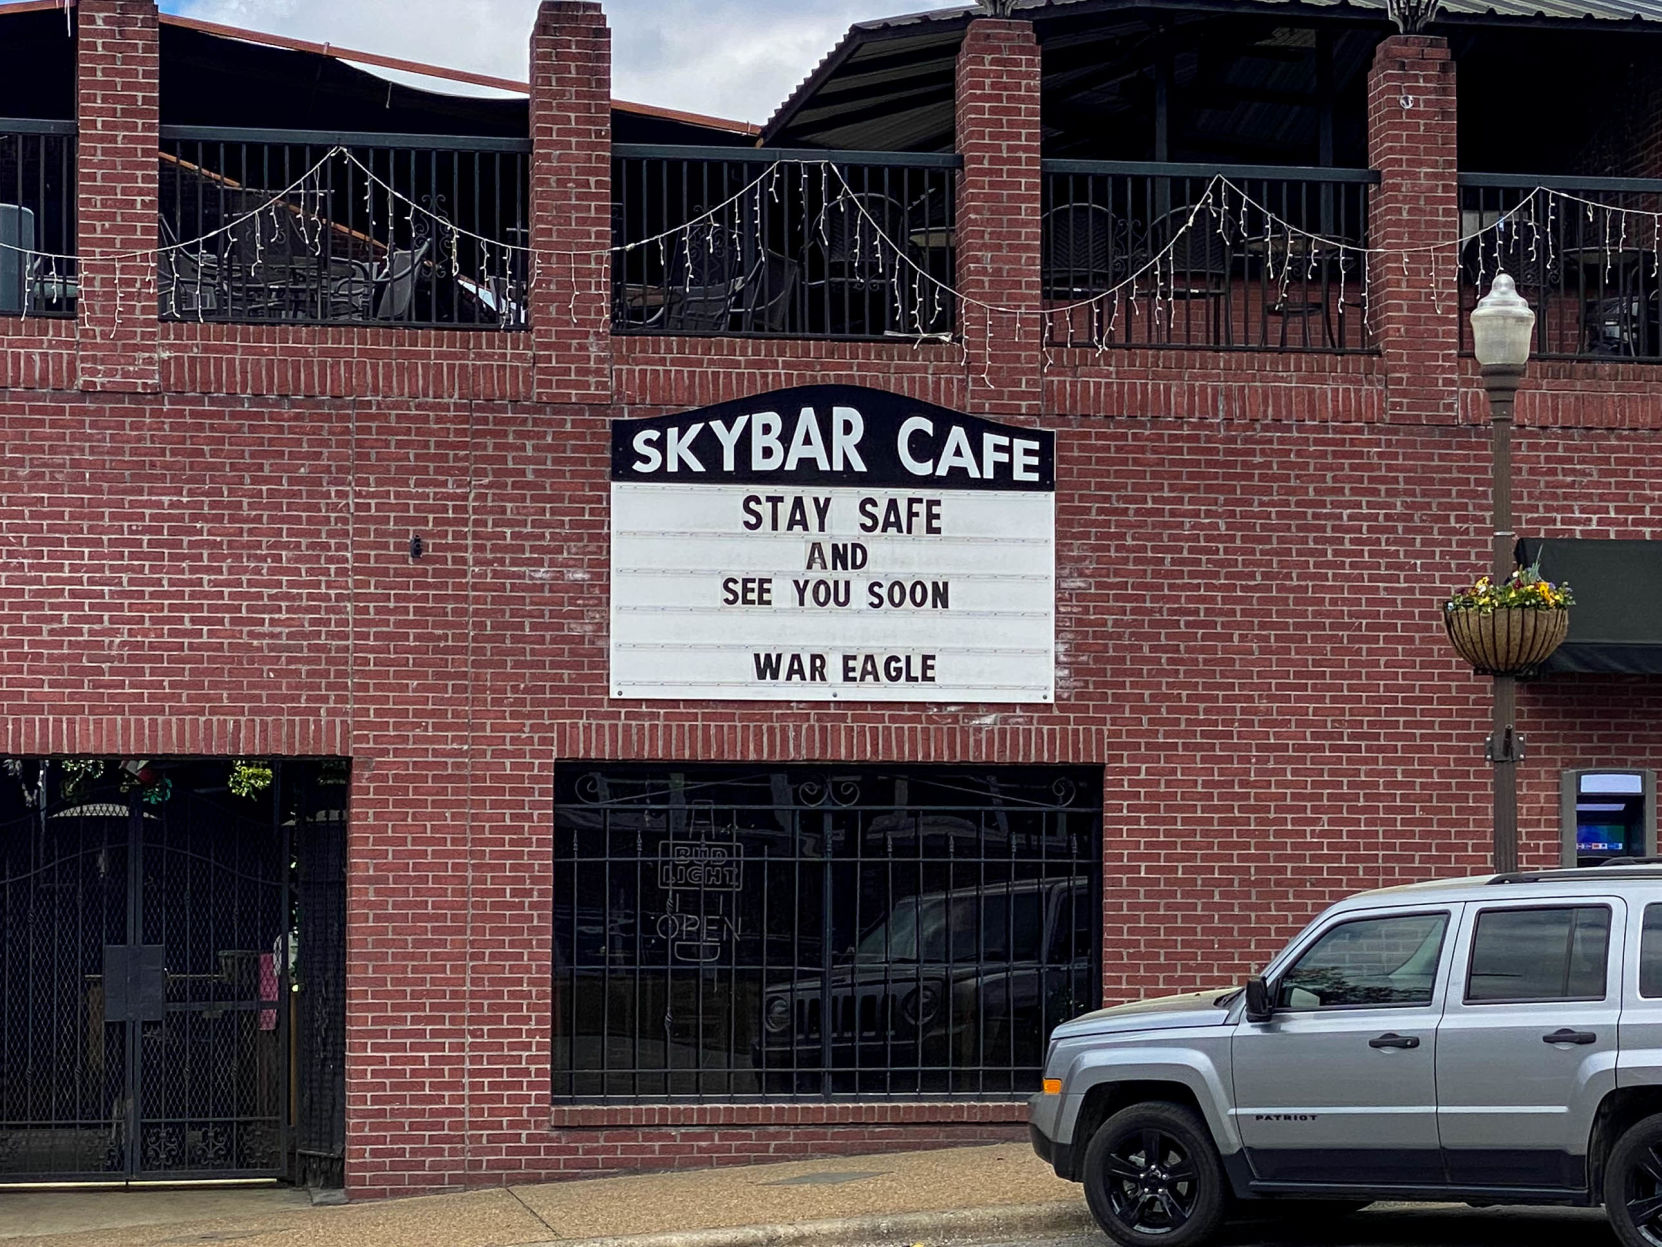 SKYBAR CAFE
STAY SAFE
AND
SEE YOU SOON
WAR EAGLE
BUD
LIGHT
OPEN
PATRIOT